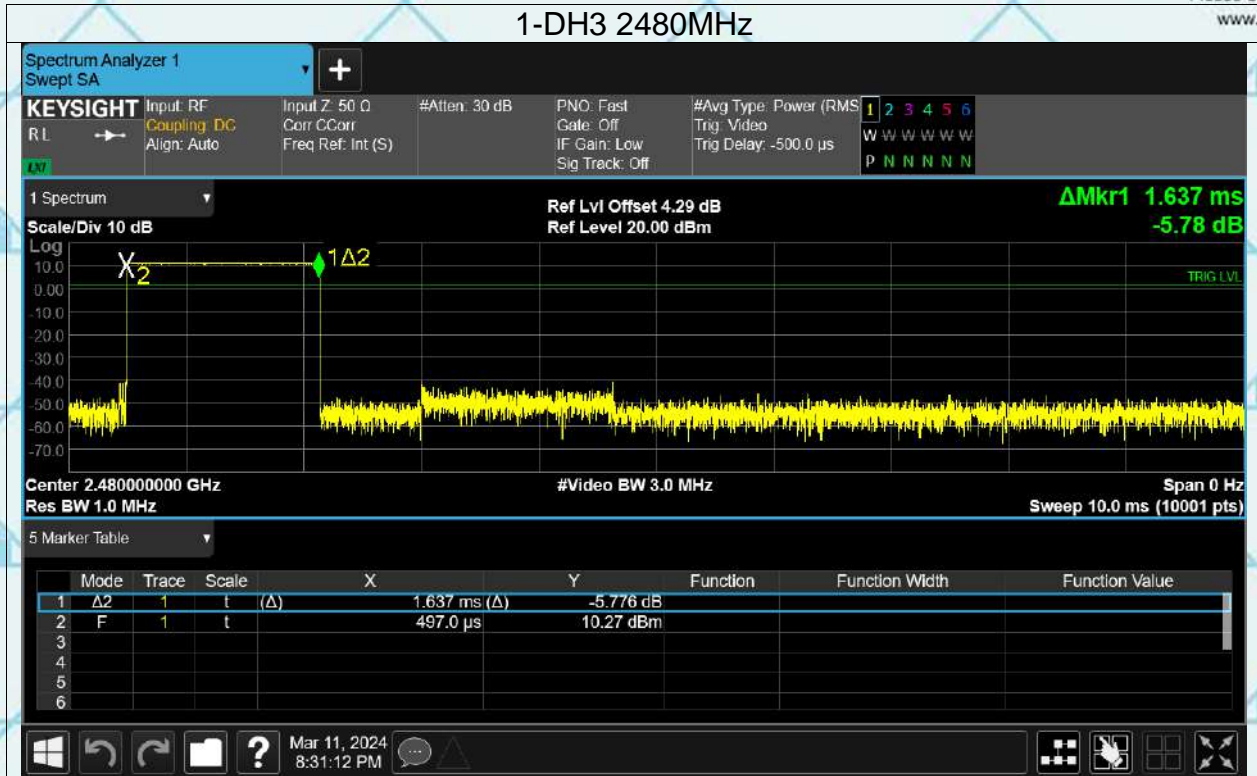 1-DH3 2480MHz
www.
Spectrum Analyzer 1
Swept SA
+
KEYSIGHT
RL
LXI
Input: RF
Coupling: DC
Align: Auto
Input Z: 50 Ω
Corr CCorr
Freq Ref: Int (S)
#Atten: 30 dB
PNO: Fast
Gate: Off
IF Gain: Low
Sig Track: Off
#Avg Type: Power (RMS
Trig: Video
Trig Delay: -500.0 µs
1 2 3 4 5 6
W W W W W W
P N N N N N
1 Spectrum
Scale/Div 10 dB
Ref Lvl Offset 4.29 dB
Ref Level 20.00 dBm
ΔMkr1 1.637 ms
-5.78 dB
Log
10.0
0.00
-10.0
-20.0
-30.0
-40.0
-50.0
-60.0
-70.0
X2
1Δ2
TRIG LVL
Center 2.480000000 GHz
#Video BW 3.0 MHz
Span 0 Hz
Res BW 1.0 MHz
Sweep 10.0 ms (10001 pts)
5 Marker Table
Mode Trace Scale X Y Function Function Width Function Value
1 Δ2 1 t (Δ) 1.637 ms (Δ) -5.776 dB
2 F 1 t 497.0 µs 10.27 dBm
3
4
5
6
?
Mar 11, 2024
8:31:12 PM